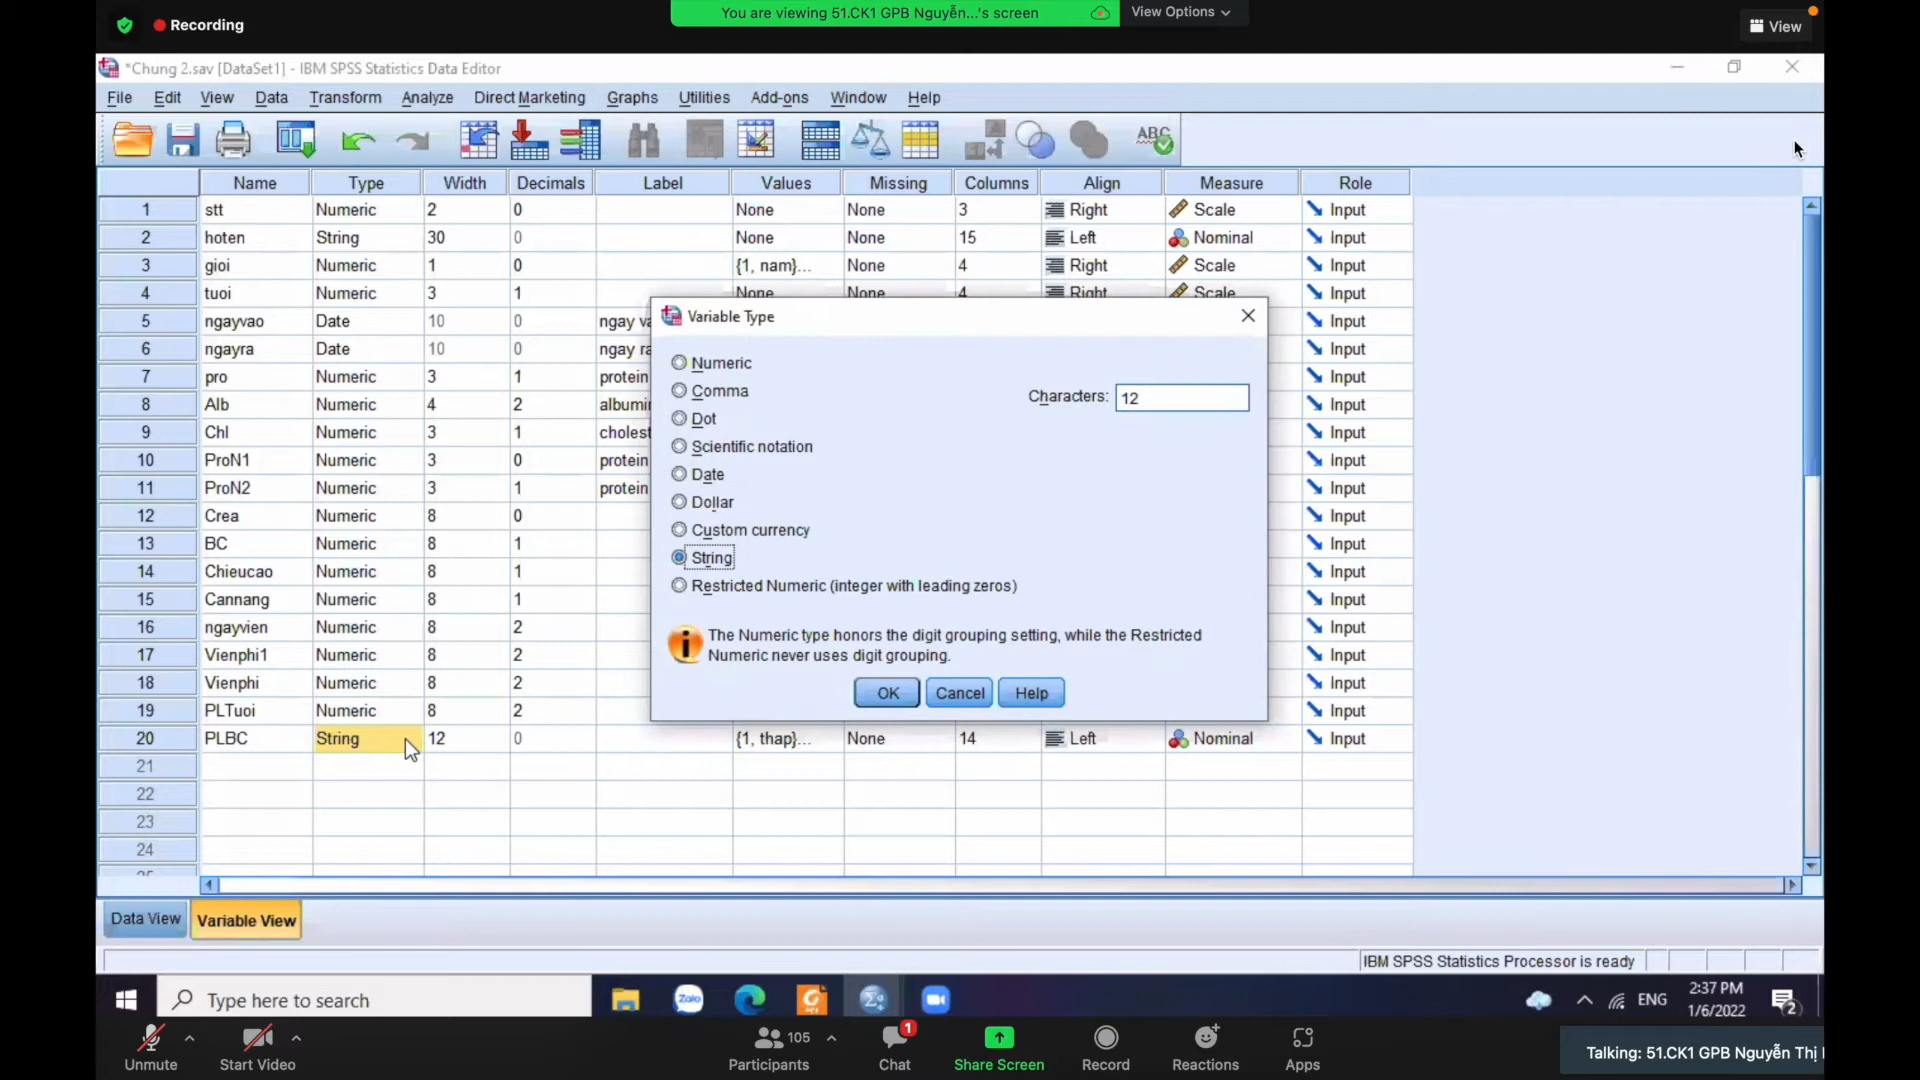 Recording
You are viewing 51.CK1 GPB Nguyễn...'s screen
View Options
View
*Chung 2.sav [DataSet1] - IBM SPSS Statistics Data Editor
File Edit View Data Transform Analyze Direct Marketing Graphs Utilities Add-ons Window Help
ABC
Name Type Width Decimals Label Values Missing Columns Align Measure Role
1 stt Numeric 2 0 None None 3 Right Scale Input
2 hoten String 30 0 None None 15 Left Nominal Input
3 gioi Numeric 1 0 {1, nam}... None 4 Right Scale Input
4 tuoi Numeric 3 1 None None 4 Right Scale Input
5 ngayvao Date 10 0 ngay Input
6 ngayra Date 10 0 ngay Input
7 pro Numeric 3 1 protein Input
8 Alb Numeric 4 2 Input
9 Chl Numeric 3 1 Input
10 ProN1 Numeric 3 0 protein Input
11 ProN2 Numeric 3 1 protein Input
12 Crea Numeric 8 0 Input
13 BC Numeric 8 1 Input
14 Chieucao Numeric 8 1 Input
15 Cannang Numeric 8 1 Input
16 ngayvien Numeric 8 2 Input
17 Vienphi1 Numeric 8 2 Input
18 Vienphi Numeric 8 2 Input
19 PLTuoi Numeric 8 2 Input
20 PLBC String 12 0 {1, thap}... None 14 Left Nominal Input
21
22
23
24
Variable Type
Numeric
Comma
Characters: 12
Dot
Scientific notation
Date
Dollar
Custom currency
String
Restricted Numeric (integer with leading zeros)
The Numeric type honors the digit grouping setting, while the Restricted
Numeric never uses digit grouping.
OK Cancel Help
Data View Variable View
IBM SPSS Statistics Processor is ready
Type here to search
Zalo
ENG
2:37 PM
1/6/2022
2
Unmute
Start Video
105
Participants
1
Chat
Share Screen
Record
Reactions
Apps
Talking: 51.CK1 GPB Nguyễn Thị